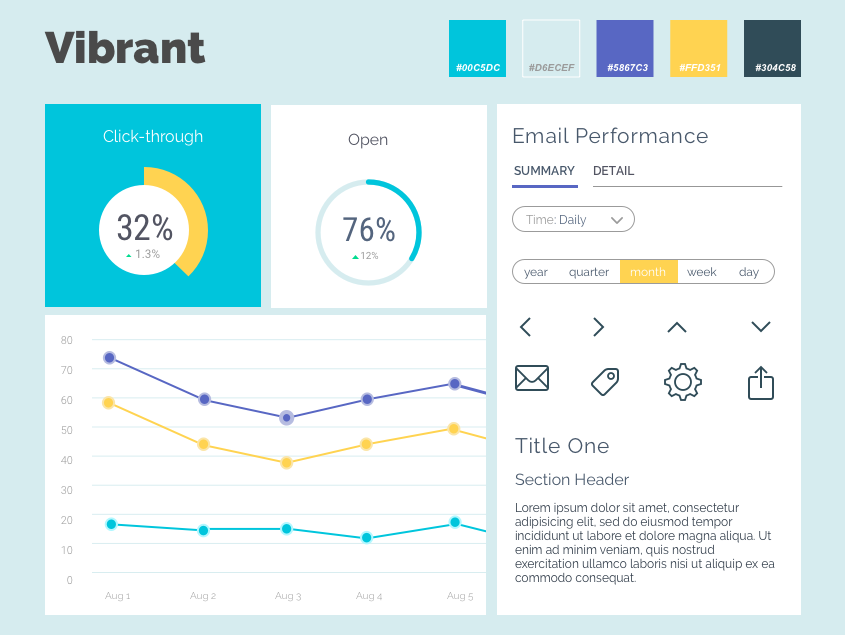 Vibrant
#00C5DC
#D6ECEF
#5867C3
#FFD351
#304C58
Click-through
32%
1.3%
Open
76%
12%
80
70
60
50
40
30
20
10
0
Aug 1
Aug 2
Aug 3
Aug 4
Aug 5
Email Performance
SUMMARY
DETAIL
Time: Daily
year
quarter
month
week
day
Title One
Section Header
Lorem ipsum dolor sit amet, consectetur
adipisicing elit, sed do eiusmod tempor
incididunt ut labore et dolore magna aliqua. Ut
enim ad minim veniam, quis nostrud
exercitation ullamco laboris nisi ut aliquip ex ea
commodo consequat.